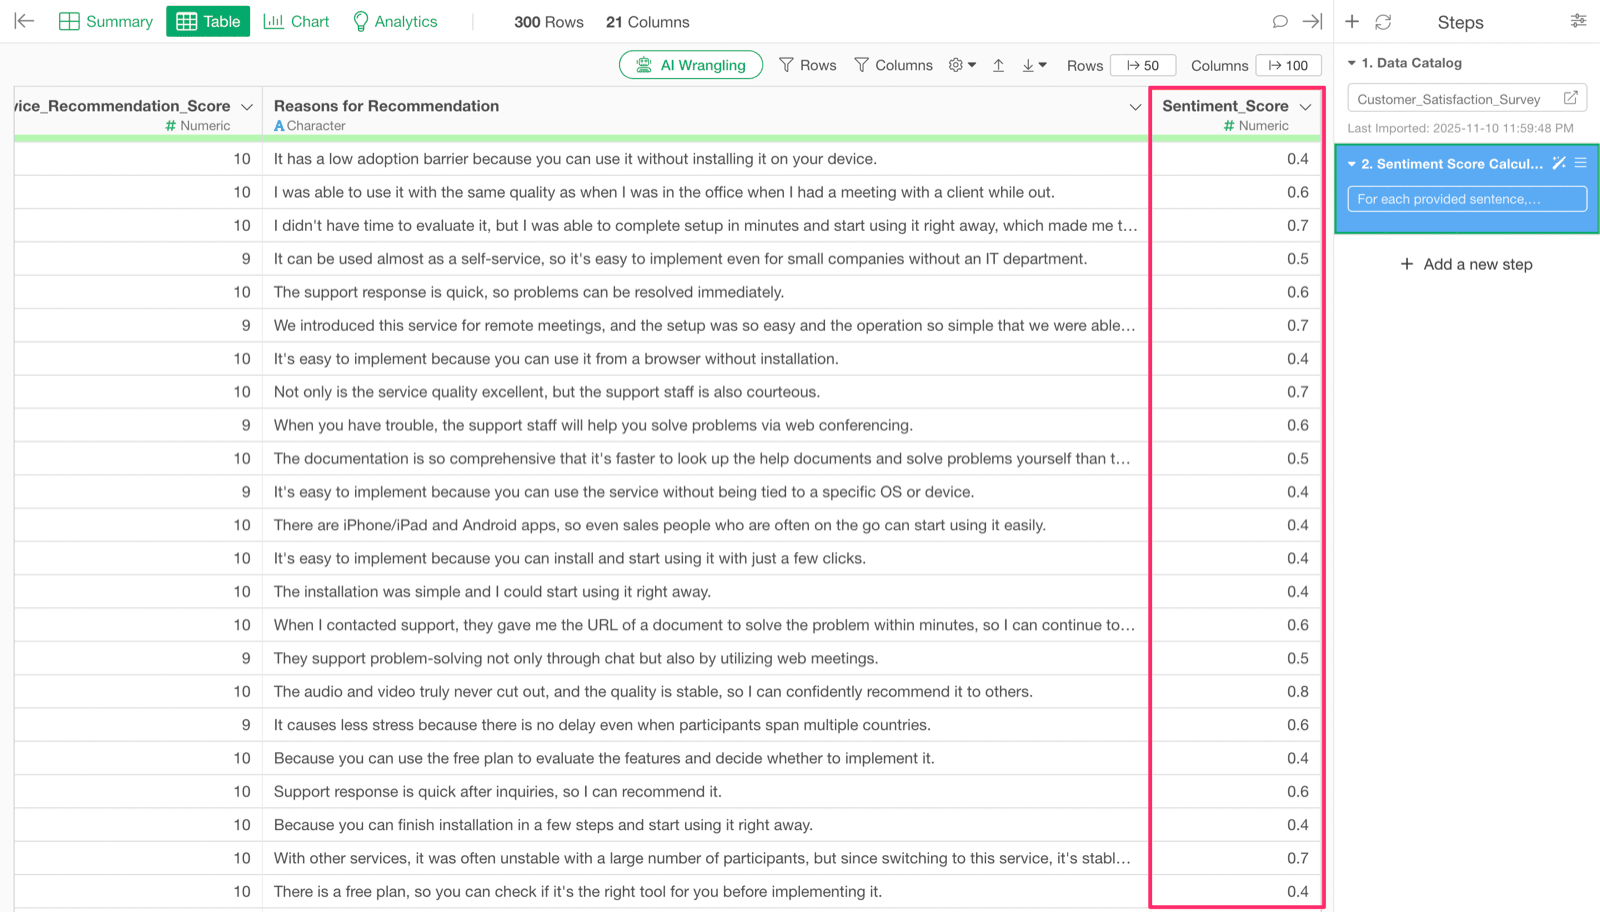 Summary Table Chart Analytics 300 Rows 21 Columns Steps
AI Wrangling Rows Columns Rows 50 Columns 100
1. Data Catalog
Customer_Satisfaction_Survey
Last Imported: 2025-11-10 11:59:48 PM
2. Sentiment Score Calcul...
For each provided sentence,...
+ Add a new step
vice_Recommendation_Score Reasons for Recommendation Sentiment_Score
# Numeric A Character # Numeric
10 It has a low adoption barrier because you can use it without installing it on your device. 0.4
10 I was able to use it with the same quality as when I was in the office when I had a meeting with a client while out. 0.6
10 I didn't have time to evaluate it, but I was able to complete setup in minutes and start using it right away, which made me t... 0.7
9 It can be used almost as a self-service, so it's easy to implement even for small companies without an IT department. 0.5
10 The support response is quick, so problems can be resolved immediately. 0.6
9 We introduced this service for remote meetings, and the setup was so easy and the operation so simple that we were able... 0.7
10 It's easy to implement because you can use it from a browser without installation. 0.4
10 Not only is the service quality excellent, but the support staff is also courteous. 0.7
9 When you have trouble, the support staff will help you solve problems via web conferencing. 0.6
10 The documentation is so comprehensive that it's faster to look up the help documents and solve problems yourself than t... 0.5
9 It's easy to implement because you can use the service without being tied to a specific OS or device. 0.4
10 There are iPhone/iPad and Android apps, so even sales people who are often on the go can start using it easily. 0.4
10 It's easy to implement because you can install and start using it with just a few clicks. 0.4
10 The installation was simple and I could start using it right away. 0.4
10 When I contacted support, they gave me the URL of a document to solve the problem within minutes, so I can continue to... 0.6
9 They support problem-solving not only through chat but also by utilizing web meetings. 0.5
10 The audio and video truly never cut out, and the quality is stable, so I can confidently recommend it to others. 0.8
9 It causes less stress because there is no delay even when participants span multiple countries. 0.6
10 Because you can use the free plan to evaluate the features and decide whether to implement it. 0.4
10 Support response is quick after inquiries, so I can recommend it. 0.6
10 Because you can finish installation in a few steps and start using it right away. 0.4
10 With other services, it was often unstable with a large number of participants, but since switching to this service, it's stabl... 0.7
10 There is a free plan, so you can check if it's the right tool for you before implementing it. 0.4